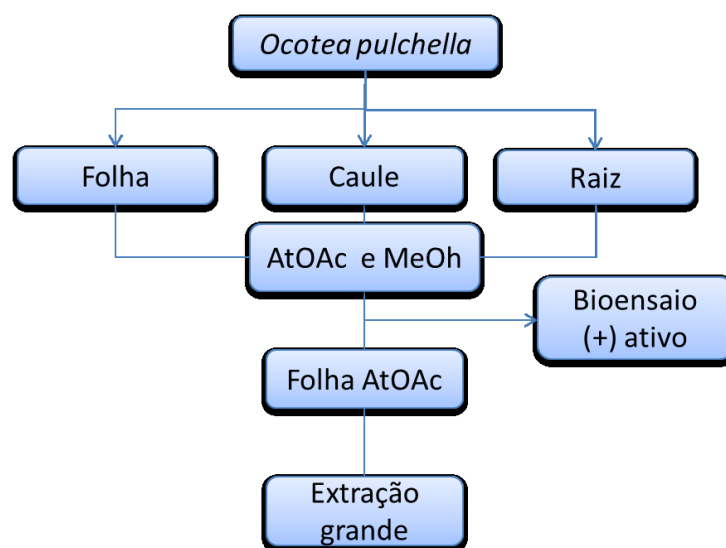 Ocotea pulchella
Folha
Caule
Raiz
AtOAc e MeOh
Bioensaio
(+) ativo
Folha AtOAc
Extração
grande